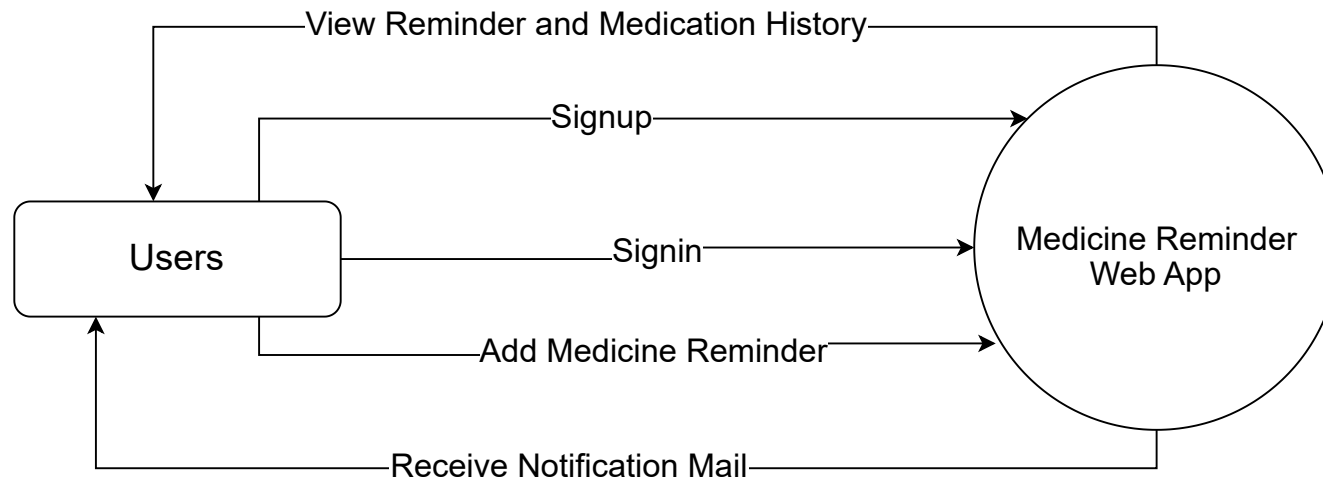 View Reminder and Medication History
Signup
Users
Signin
Medicine Reminder
Web App
Add Medicine Reminder
Receive Notification Mail